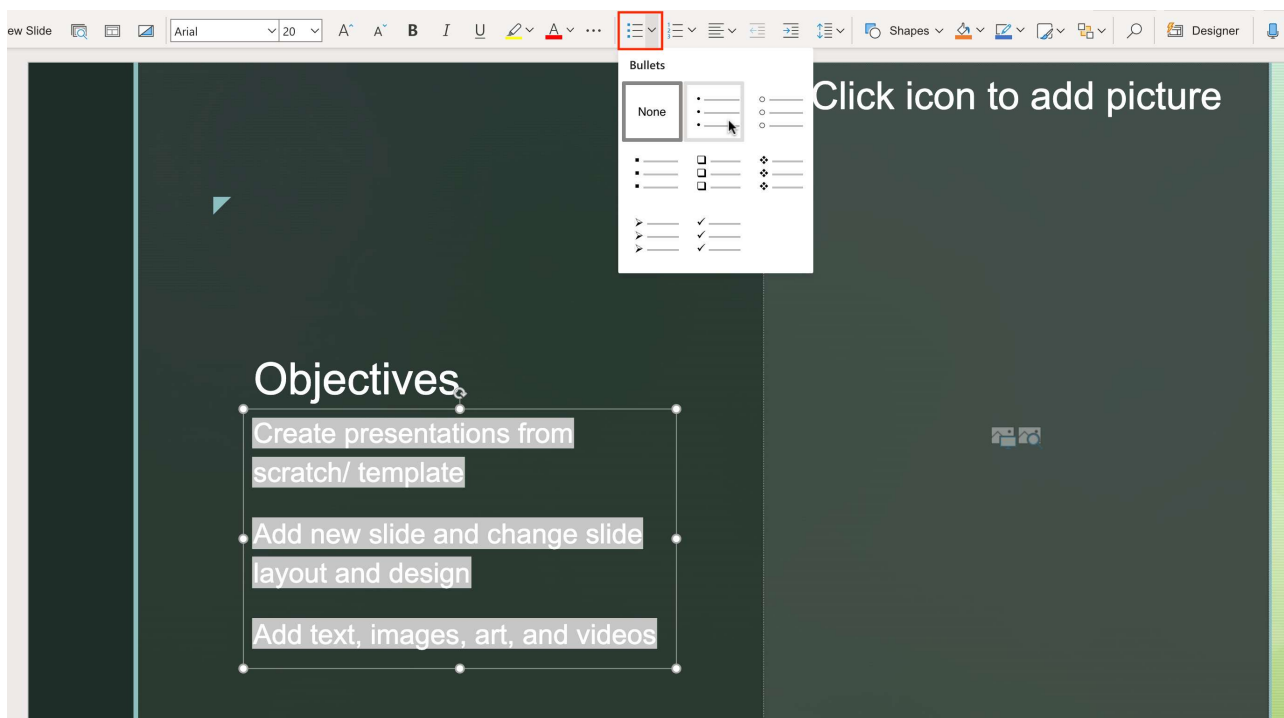 ew Slide Arial 20 A A B I U A Shapes Designer
Bullets
None
Click icon to add picture
Objectives
Create presentations from
scratch/ template
Add new slide and change slide
layout and design
Add text, images, art, and videos